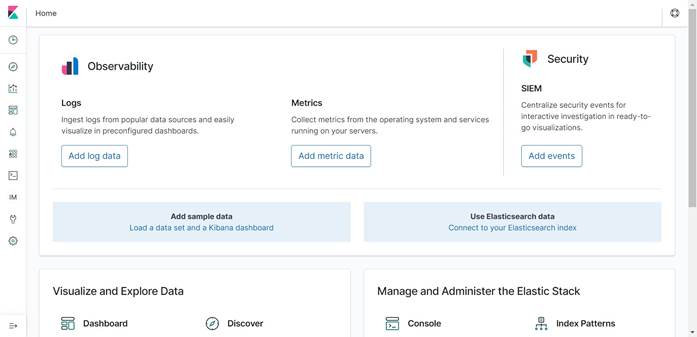 Home
Observability
Security
Logs
Ingest logs from popular data sources and easily
visualize in preconfigured dashboards.
Add log data
Metrics
Collect metrics from the operating system and services
running on your servers.
Add metric data
SIEM
Centralize security events for
interactive investigation in ready-to-
go visualizations.
Add events
Add sample data
Load a data set and a Kibana dashboard
Use Elasticsearch data
Connect to your Elasticsearch index
IM
Visualize and Explore Data
Dashboard
Discover
Manage and Administer the Elastic Stack
Console
Index Patterns